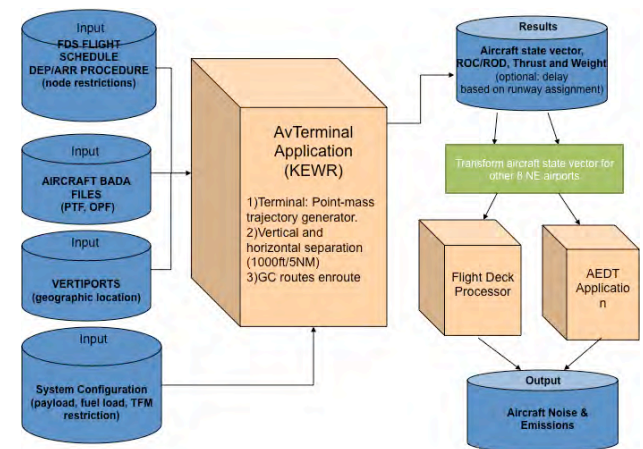 Input
FDS FLIGHT
SCHEDULE
DEP/ARR PROCEDURE
(node restrictions)
Input
AIRCRAFT BADA
FILES
(PTF, OPF)
Input
VERTIPORTS
(geographic location)
Input
System Configuration
(payload, fuel load, TFM
restriction)
AvTerminal
Application
(KEWR)
1)Terminal: Point-mass
trajectory generator.
2)Vertical and
horizontal separation
(1000ft/5NM)
3)GC routes enroute
Results
Aircraft state vector,
ROC/ROD, Thrust and Weight
(optional: delay
based on runway assignment)
Transform aircraft state vector for
other 8 NE airports
Flight Deck
Processor
AEDT
Applicatio
n
Output
Aircraft Noise &
Emissions